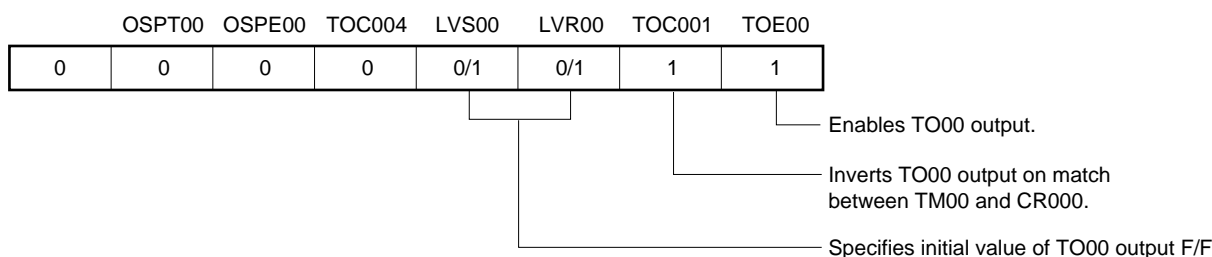 OSPT00 OSPE00 TOC004 LVS00 LVR00 TOC001 TOE00
0 0 0 0 0/1 0/1 1 1
Enables TO00 output.
Inverts TO00 output on match
between TM00 and CR000.
Specifies initial value of TO00 output F/F